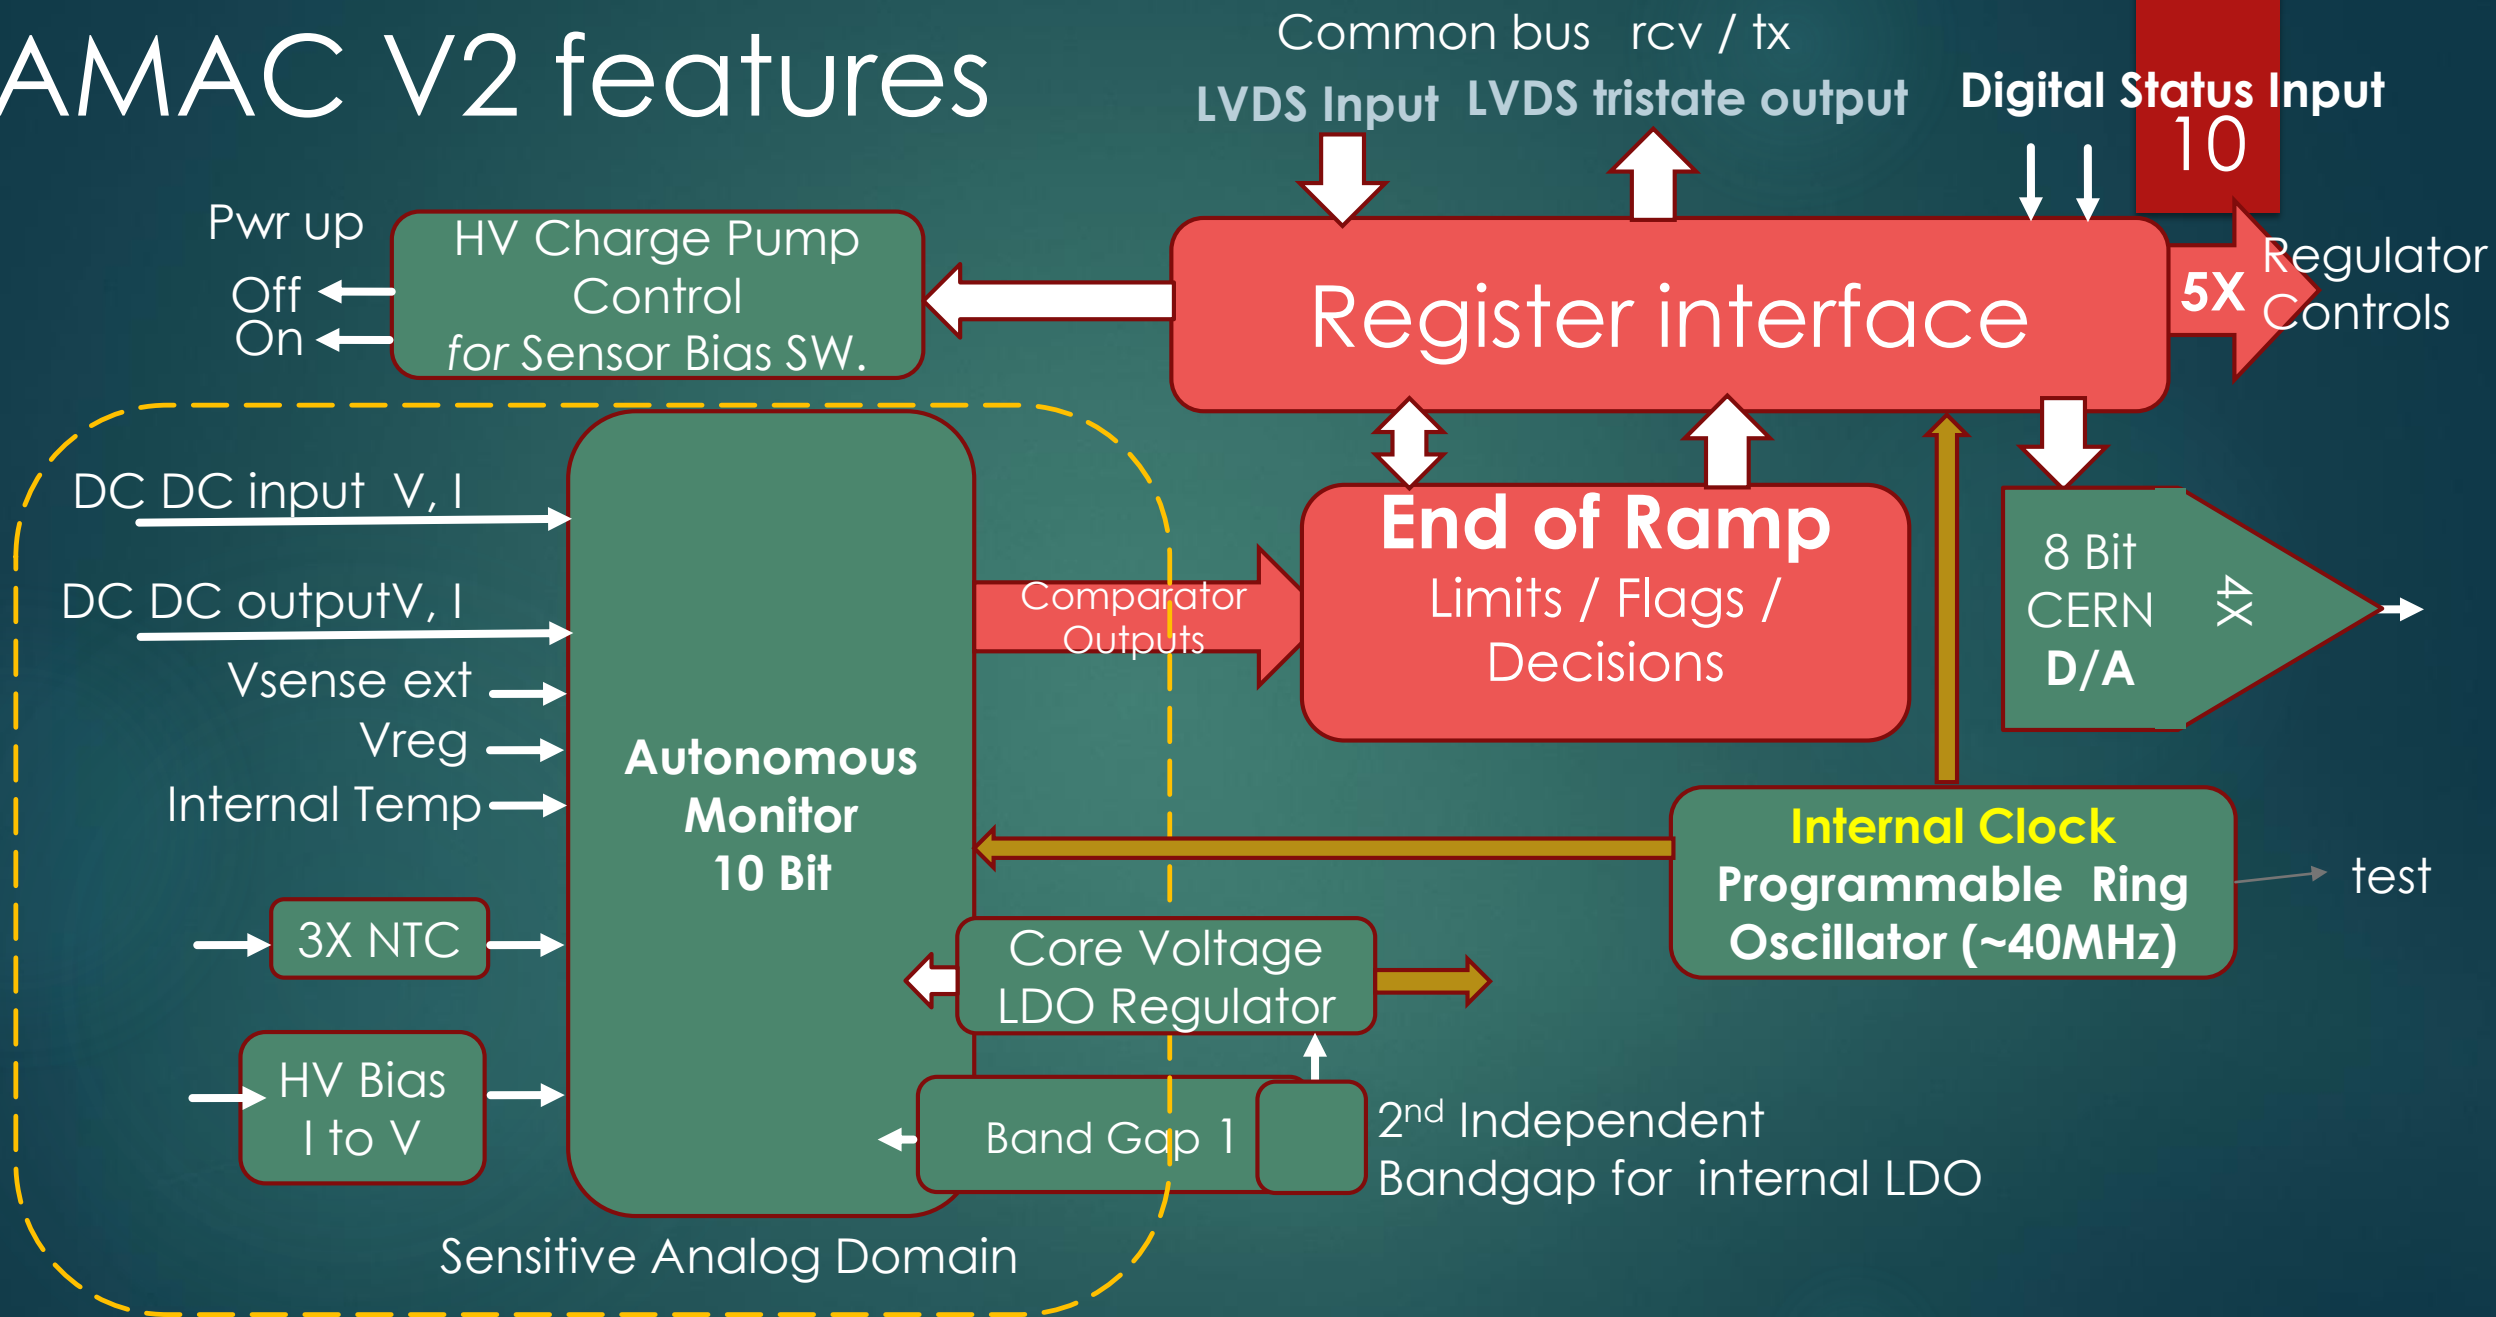 AMAC V2 features
Common bus rcv / tx
LVDS Input
LVDS tristate output
Digital Status Input
10
Pwr up
Off
On
HV Charge Pump
Control
for Sensor Bias SW.
Register interface
5X
Regulator
Controls
DC DC input V, I
DC DC outputV, I
Vsense ext
Vreg
Internal Temp
3X NTC
HV Bias
I to V
Autonomous
Monitor
10 Bit
Comparator
Outputs
End of Ramp
Limits / Flags /
Decisions
8 Bit
CERN
D/A
4X
Internal Clock
Programmable Ring
Oscillator (~40MHz)
test
Core Voltage
LDO Regulator
Band Gap 1
2nd Independent
Bandgap for internal LDO
Sensitive Analog Domain